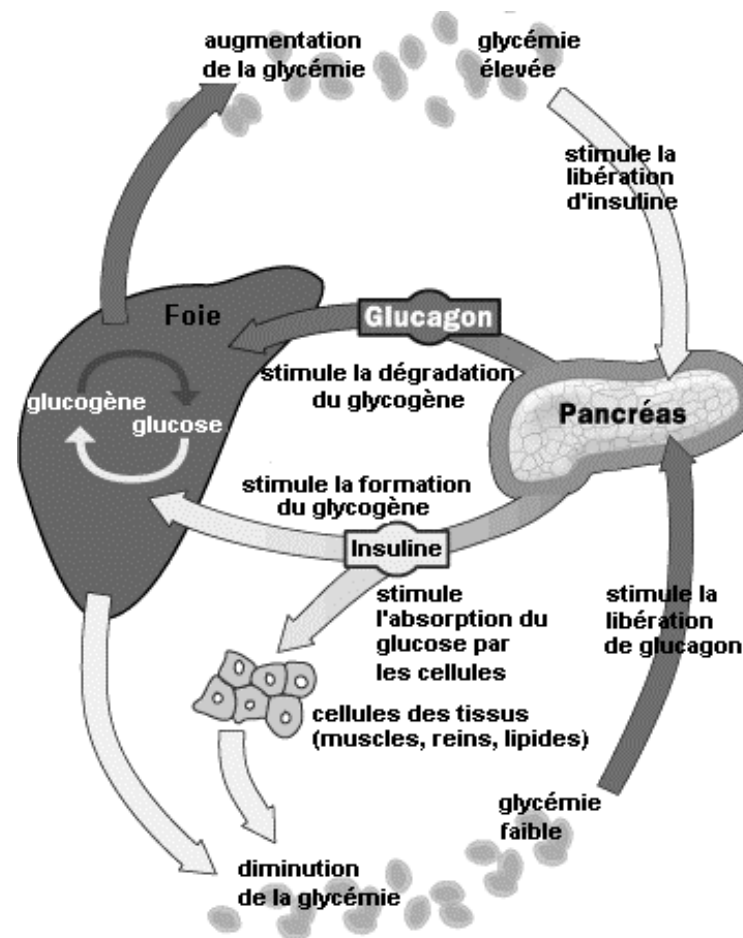 augmentation
de la glycémie
glycémie
élevée
stimule la
libération
d'insuline
Foie
Glucagon
stimule la dégradation
du glycogène
glucogène
glucose
Pancréas
stimule la formation
du glycogène
Insuline
stimule
l'absorption du
glucose par
les cellules
stimule la
libération
de glucagon
cellules des tissus
(muscles, reins, lipides)
glycémie
faible
diminution
de la glycémie